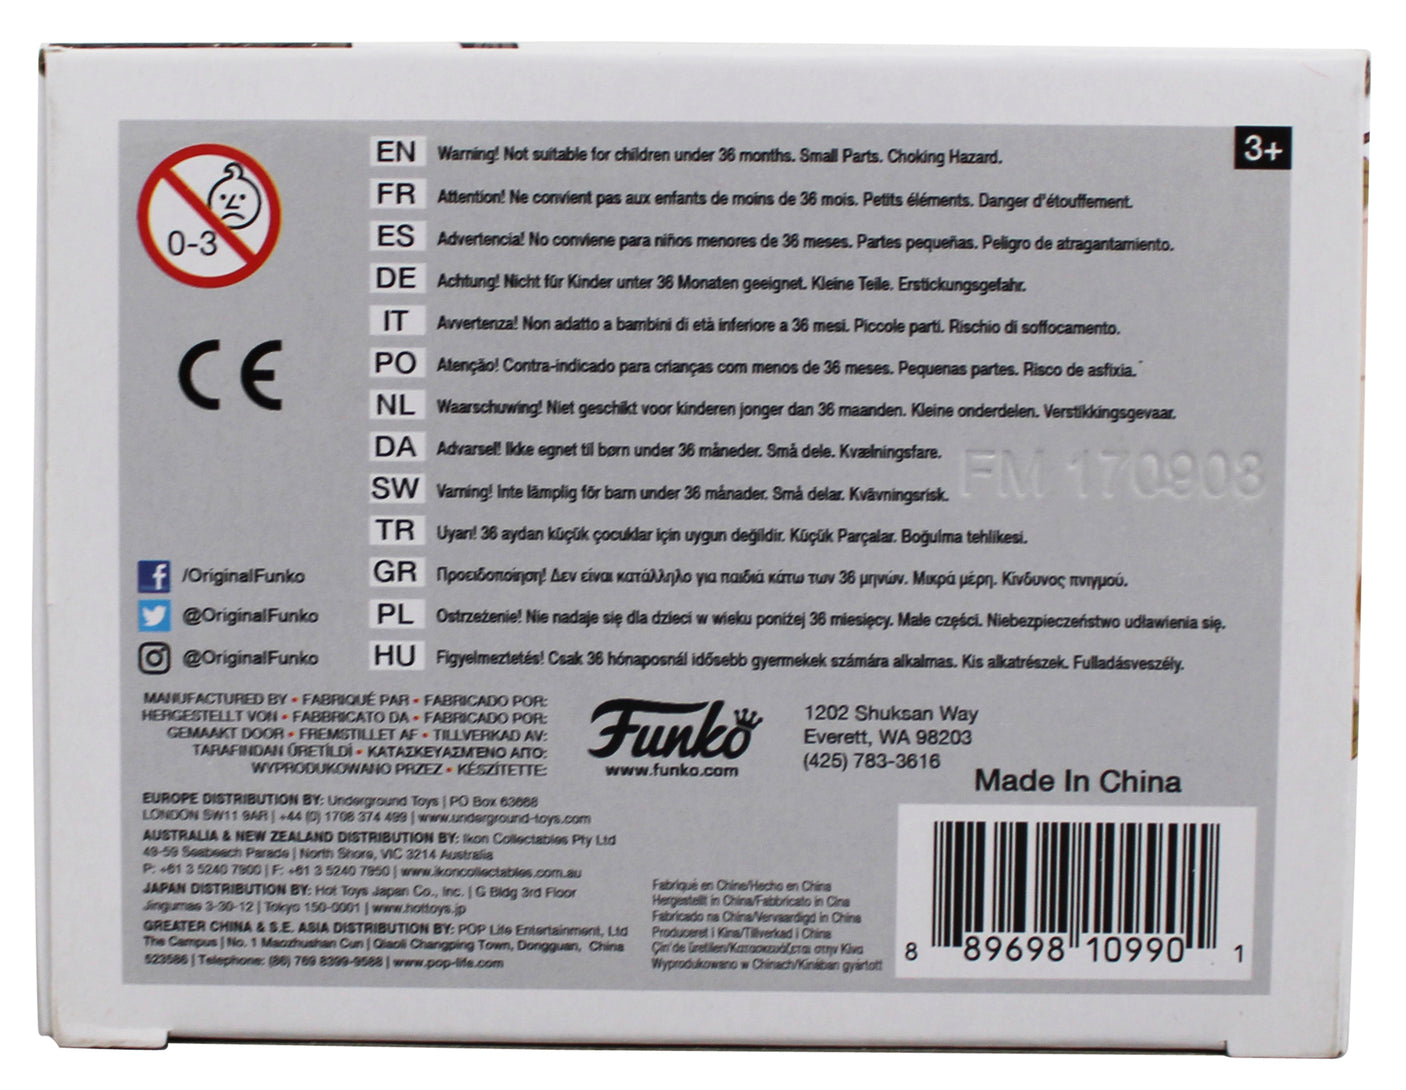 0-3
EN Warning! Not suitable for children under 36 months. Small Parts. Choking Hazard.
3+
FR Attention! Ne convient pas aux enfants de moins de 36 mois. Petits éléments. Danger d'étouffement.
ES Advertencia! No conviene para niños menores de 36 meses. Partes pequeñas. Peligro de atragantamiento.
DE Achtung! Nicht für Kinder unter 36 Monaten geeignet. Kleine Teile. Erstickungsgefahr.
IT Avvertenza! Non adatto a bambini di età inferiore a 36 mesi. Piccole parti. Rischio di soffocamento.
CE
PO Atenção! Contra-indicado para crianças com menos de 36 meses. Pequenas partes. Risco de asfixia.
NL Waarschuwing! Niet geschikt voor kinderen jonger dan 36 maanden. Kleine onderdelen. Verstikkingsgevaar.
DA Advarsel! Ikke egnet til børn under 36 måneder. Små dele. Kvælningsfare.
SW Varning! Inte lämplig för barn under 36 månader. Små delar. Kvävningsrisk.
FM 170903
TR Uyarı! 36 aydan küçük çocuklar için uygun değildir. Küçük Parçalar. Boğulma tehlikesi.
GR Προειδοποίηση! Δεν είναι κατάλληλο για παιδιά κάτω των 36 μηνών. Μικρά μέρη. Κίνδυνος πνιγμού.
PL Ostrzeżenie! Nie nadaje się dla dzieci w wieku poniżej 36 miesięcy. Małe części. Niebezpieczeństwo udławienia się.
HU Figyelmeztetés! Csak 36 hónaposnál idősebb gyermekek számára alkalmas. Kis alkatrészek. Fulladásveszély.
/OriginalFunko
@OriginalFunko
@OriginalFunko
MANUFACTURED BY • FABRIQUÉ PAR • FABRICADO POR:
HERGESTELLT VON • FABBRICATO DA • FABRICADO POR:
GEMAAKT DOOR • FREMSTILLET AF • TILLVERKAD AV:
TARAFINDAN ÜRETİLDİ • ΚΑΤΑΣΚΕΥΑΣΜΈΝΟ ΑΠΌ:
WYPRODUKOWANO PRZEZ • KÉSZÍTETTE:
Funko
www.funko.com
1202 Shuksan Way
Everett, WA 98203
(425) 783-3616
Made In China
EUROPE DISTRIBUTION BY: Underground Toys | PO Box 63668
LONDON SW11 9AR | +44 (0) 1708 374 499 | www.underground-toys.com
AUSTRALIA & NEW ZEALAND DISTRIBUTION BY: Ikon Collectables Pty Ltd
49-59 Seabeach Parade | North Shore, VIC 3214 Australia
P: +61 3 5240 7900 | F: +61 3 5240 7950 | www.ikoncollectables.com.au
JAPAN DISTRIBUTION BY: Hot Toys Japan Co., Inc. | G Bldg 3rd Floor
Jingumae 3-30-12 | Tokyo 150-0001 | www.hottoys.jp
GREATER CHINA & S.E. ASIA DISTRIBUTION BY: POP Life Entertainment, Ltd
The Campus | No. 1 Maozhushan Cun | Qiaoli Changping Town, Dongguan, China
523586 | Telephone: (86) 769 8399-9588 | www.pop-life.com
Fabriqué en Chine/Hecho en China
Hergestellt in China/Fabbricato in Cina
Fabricado na China/Vervaardigd in China
Produceret i Kina/Tillverkad i China
Çin'de üretilen/Κατασκευάζεται στην Κίνα
Wyprodukowano w Chinach/Kínában gyártott
8 89698 10990 1